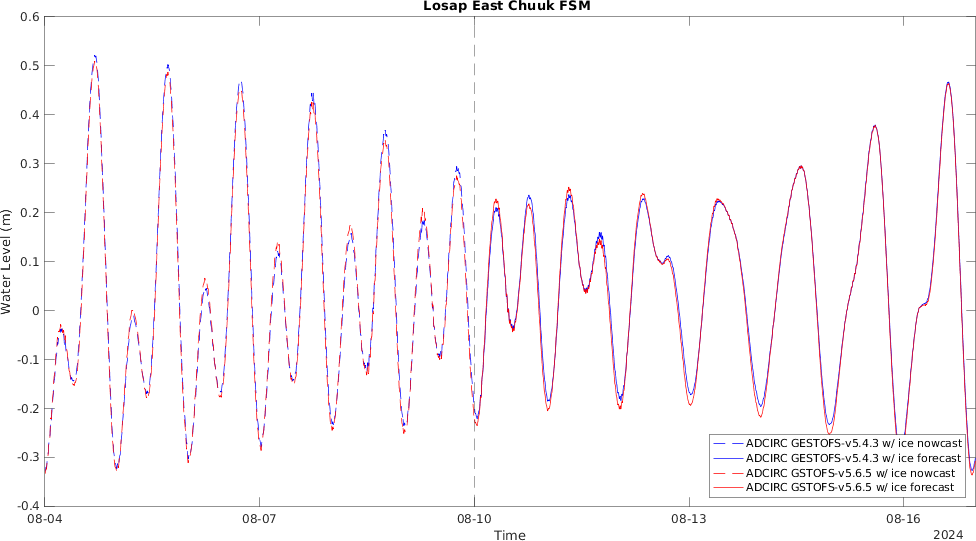 Losap East Chuuk FSM
0.6
0.5
0.4
0.3
0.2
0.1
0
-0.1
-0.2
-0.3
-0.4
Water Level (m)
ADCIRC GESTOFS-v5.4.3 w/ ice nowcast
ADCIRC GESTOFS-v5.4.3 w/ ice forecast
ADCIRC GSTOFS-v5.6.5 w/ ice nowcast
ADCIRC GSTOFS-v5.6.5 w/ ice forecast
08-04 08-07 08-10 08-13 08-16
Time
2024